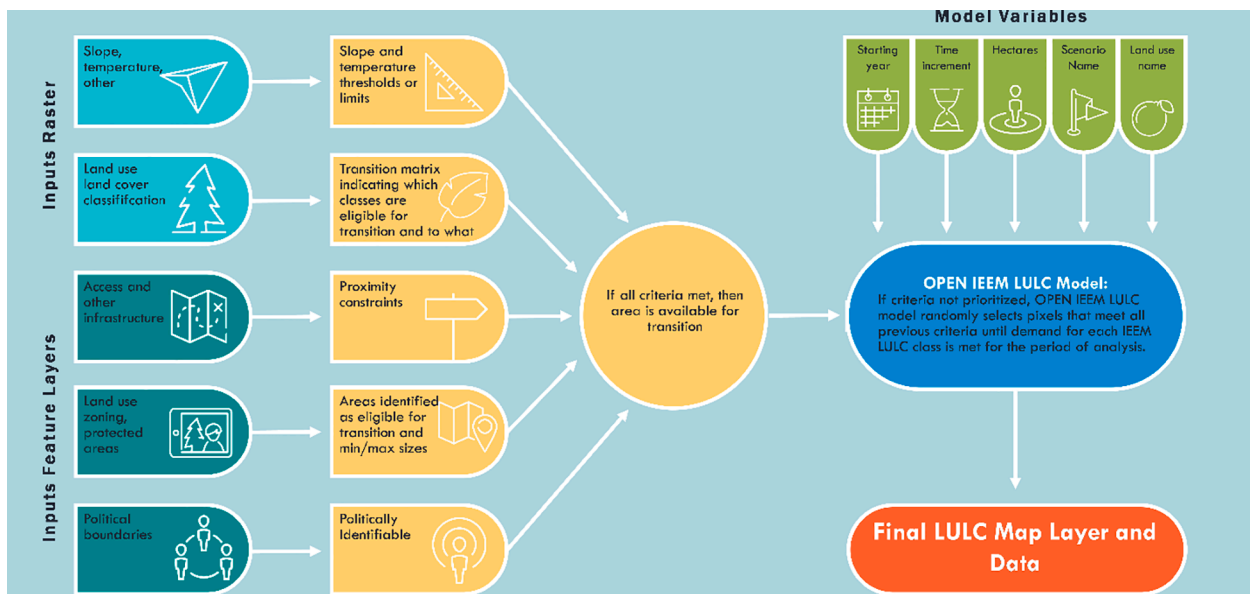 Model Variables
Inputs Raster
Inputs Feature Layers
Slope,
temperature,
other
Slope and
temperature
thresholds or
limits
Land use
land cover
classififcation
Transition matrix
indicating which
classes are
eligible for
transition and to what
Access and
other
infrastructure
Proximity
constraints
Land use
zoning,
protected
areas
Areas identified
as eligible for
transition and
min/max sizes
Political
boundaries
Politically
Identifiable
If all criteria met, then
area is available for
transition
Starting
year
Time
increment
Hectares
Scenario
Name
Land use
name
OPEN IEEM LULC Model:
If criteria not prioritized, OPEN IEEM LULC
model randomly selects pixels that meet all
previous criteria until demand for each IEEM
LULC class is met for the period of analysis.
Final LULC Map Layer and
Data